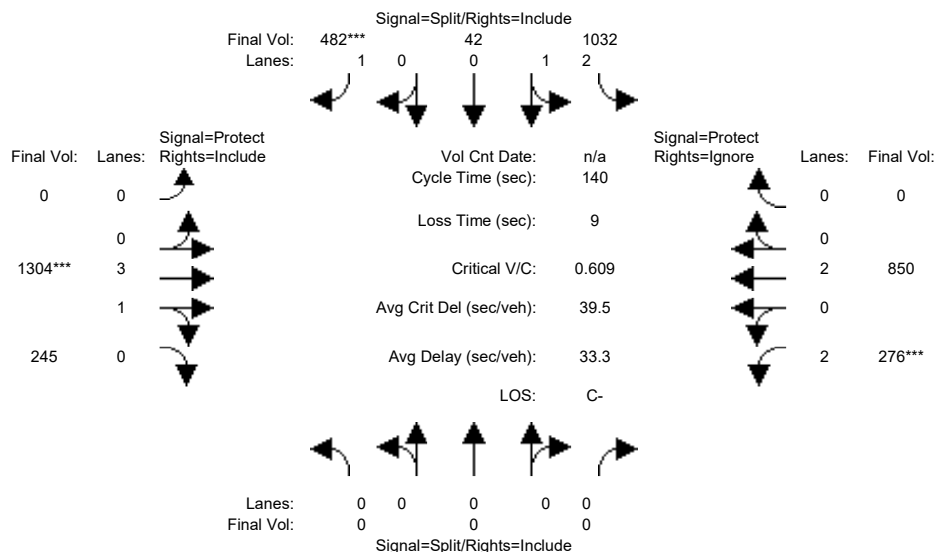 Signal=Split/Rights=Include
Final Vol: 482*** 42 1032
Lanes: 1 0 0 1 2
Signal=Protect Signal=Protect
Final Vol: Lanes: Rights=Include Vol Cnt Date: n/a Rights=Ignore Lanes: Final Vol:
Cycle Time (sec): 140
0 0 0 0
Loss Time (sec): 9
0 0
1304*** 3 Critical V/C: 0.609 2 850
1 Avg Crit Del (sec/veh): 39.5 0
245 0 Avg Delay (sec/veh): 33.3 2 276***
LOS: C-
Lanes: 0 0 0 0 0
Final Vol: 0 0 0
Signal=Split/Rights=Include